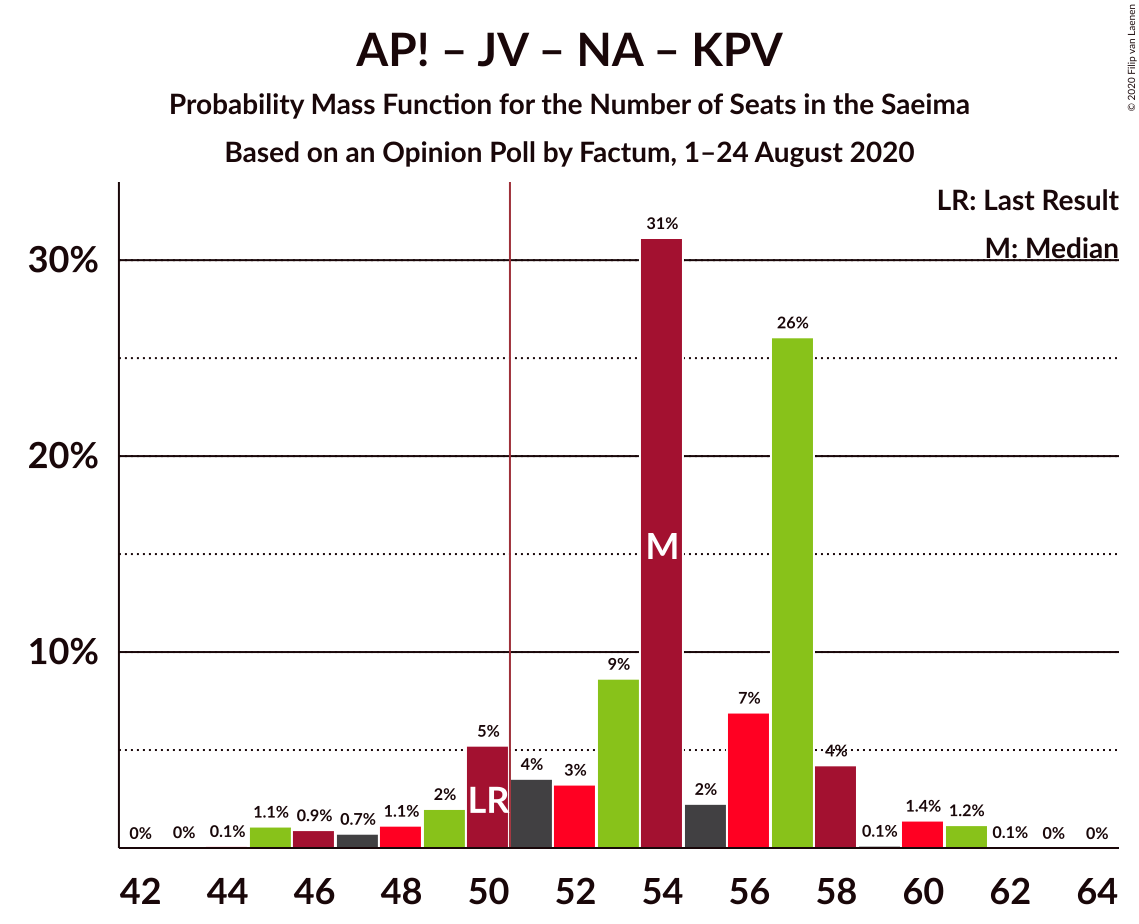 AP! – JV – NA – KPV
Probability Mass Function for the Number of Seats in the Saeima
Based on an Opinion Poll by Factum, 1–24 August 2020
© 2020 Filip van Laenen
LR: Last Result
M: Median
30%
20%
10%
0% 0% 0.1% 1.1% 0.9% 0.7% 1.1% 2% 5% 4% 3% 9% 31% 2% 7% 26% 4% 0.1% 1.4% 1.2% 0.1% 0% 0%
LR
M
42 44 46 48 50 52 54 56 58 60 62 64